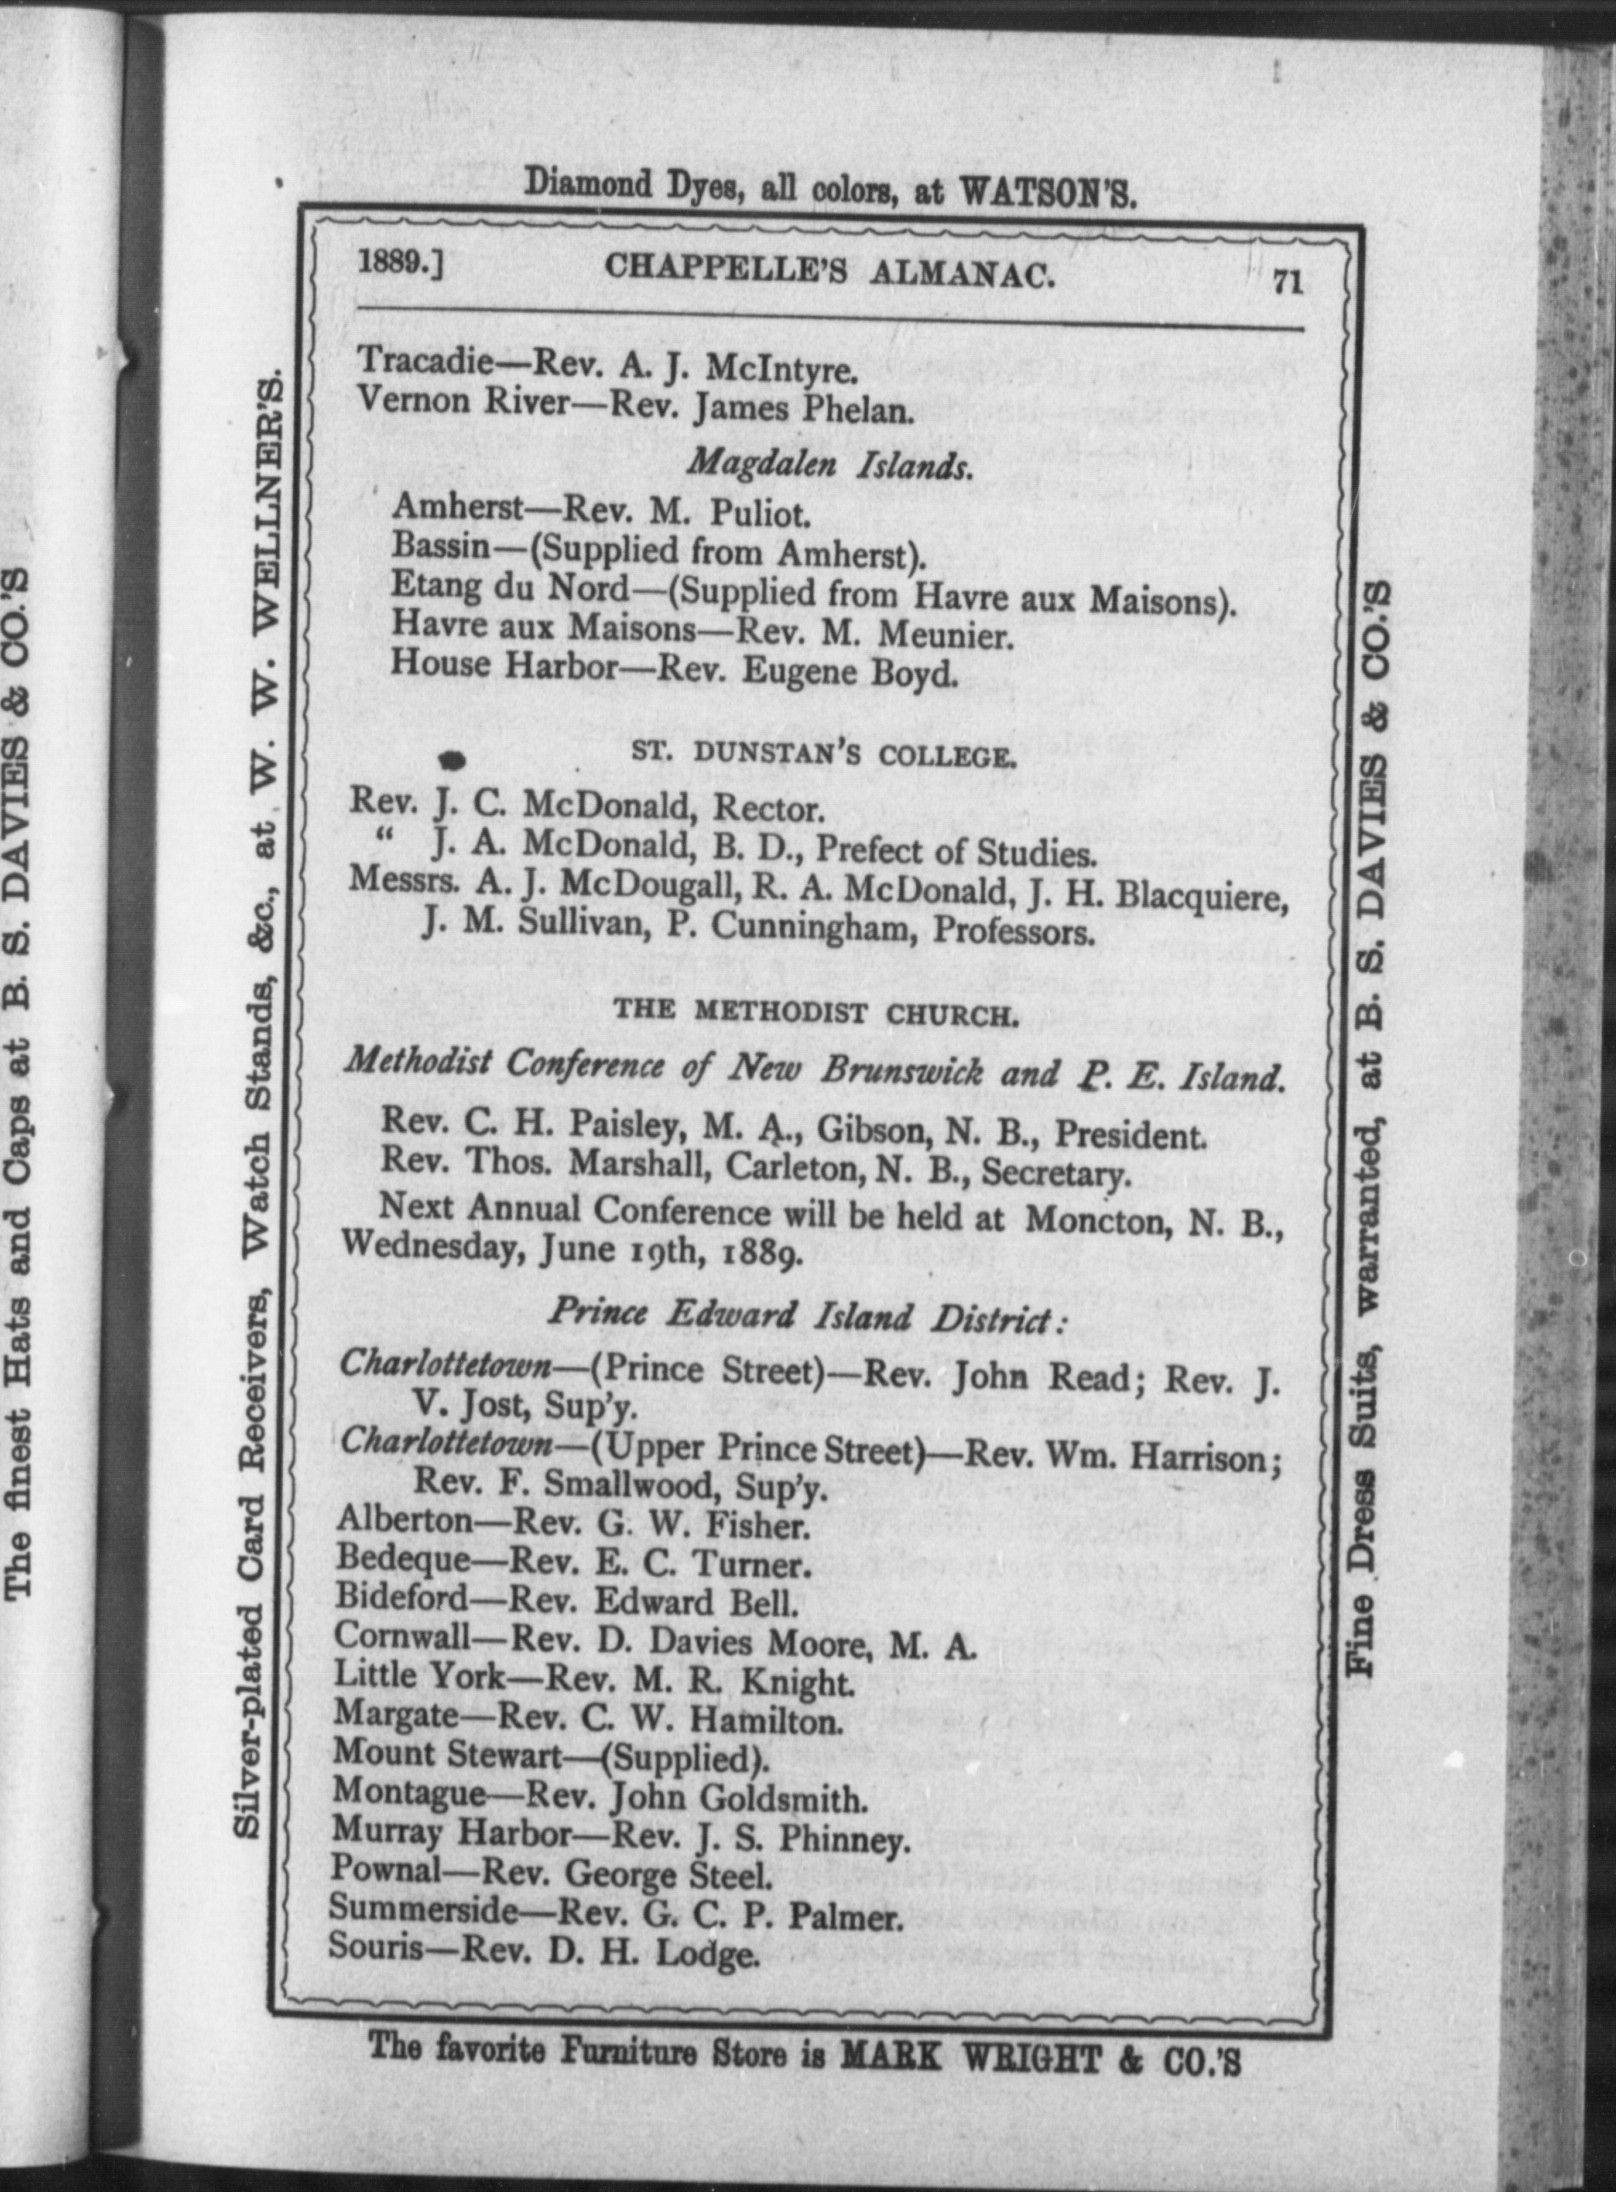 The finest Hats and Caps at B. S. DAVIES & CO.'S
Diamond Dyes, all colors, at WATSON'S.
Silver-plated Card Receivers, Watch Stands, &c., at W. W. WELLNER'S.
1889.] CHAPPELLE'S ALMANAC. 71
Tracadie—Rev. A. J. McIntyre.
Vernon River—Rev. James Phelan.
Magdalen Islands.
Amherst—Rev. M. Puliot.
Bassin—(Supplied from Amherst).
Etang du Nord—(Supplied from Havre aux Maisons).
Havre aux Maisons—Rev. M. Meunier.
House Harbor—Rev. Eugene Boyd.
ST. DUNSTAN'S COLLEGE.
Rev. J. C. McDonald, Rector.
“ J. A. McDonald, B. D., Prefect of Studies.
Messrs. A. J. McDougall, R. A. McDonald, J. H. Blacquiere,
J. M. Sullivan, P. Cunningham, Professors.
THE METHODIST CHURCH.
Methodist Conference of New Brunswick and P. E. Island.
Rev. C. H. Paisley, M. A., Gibson, N. B., President.
Rev. Thos. Marshall, Carleton, N. B., Secretary.
Next Annual Conference will be held at Moncton, N. B.,
Wednesday, June 19th, 1889.
Prince Edward Island District:
Charlottetown—(Prince Street)—Rev. John Read; Rev. J.
V. Jost, Sup'y.
Charlottetown—(Upper Prince Street)—Rev. Wm. Harrison;
Rev. F. Smallwood, Sup'y.
Alberton—Rev. G. W. Fisher.
Bedeque—Rev. E. C. Turner.
Bideford—Rev. Edward Bell.
Cornwall—Rev. D. Davies Moore, M. A.
Little York—Rev. M. R. Knight.
Margate—Rev. C. W. Hamilton.
Mount Stewart—(Supplied).
Montague—Rev. John Goldsmith.
Murray Harbor—Rev. J. S. Phinney.
Pownal—Rev. George Steel.
Summerside—Rev. G. C. P. Palmer.
Souris—Rev. D. H. Lodge.
Fine Dress Suits, warranted, at B. S. DAVIES & CO.'S
The favorite Furniture Store is MARK WRIGHT & CO.'S